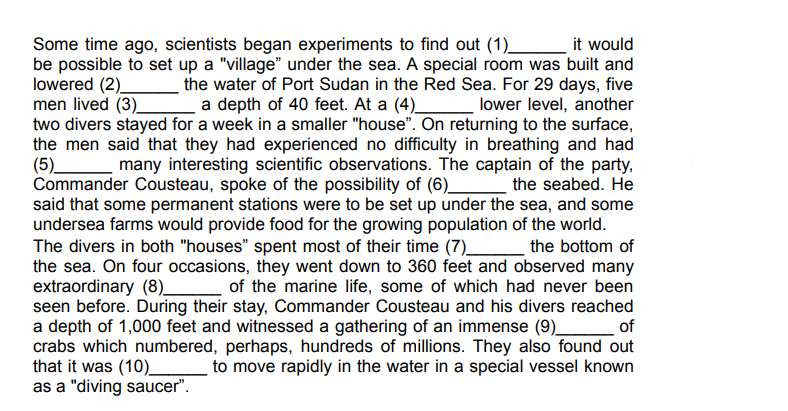 Some time ago, scientists began experiments to find out (1)______ it would
be possible to set up a "village” under the sea. A special room was built and
lowered (2)______ the water of Port Sudan in the Red Sea. For 29 days, five
men lived (3)______ a depth of 40 feet. At a (4)______ lower level, another
two divers stayed for a week in a smaller "house”. On returning to the surface,
the men said that they had experienced no difficulty in breathing and had
(5)______ many interesting scientific observations. The captain of the party,
Commander Cousteau, spoke of the possibility of (6)______ the seabed. He
said that some permanent stations were to be set up under the sea, and some
undersea farms would provide food for the growing population of the world.
The divers in both "houses” spent most of their time (7)______ the bottom of
the sea. On four occasions, they went down to 360 feet and observed many
extraordinary (8)______ of the marine life, some of which had never been
seen before. During their stay, Commander Cousteau and his divers reached
a depth of 1,000 feet and witnessed a gathering of an immense (9)______ of
crabs which numbered, perhaps, hundreds of millions. They also found out
that it was (10)______ to move rapidly in the water in a special vessel known
as a "diving saucer”.